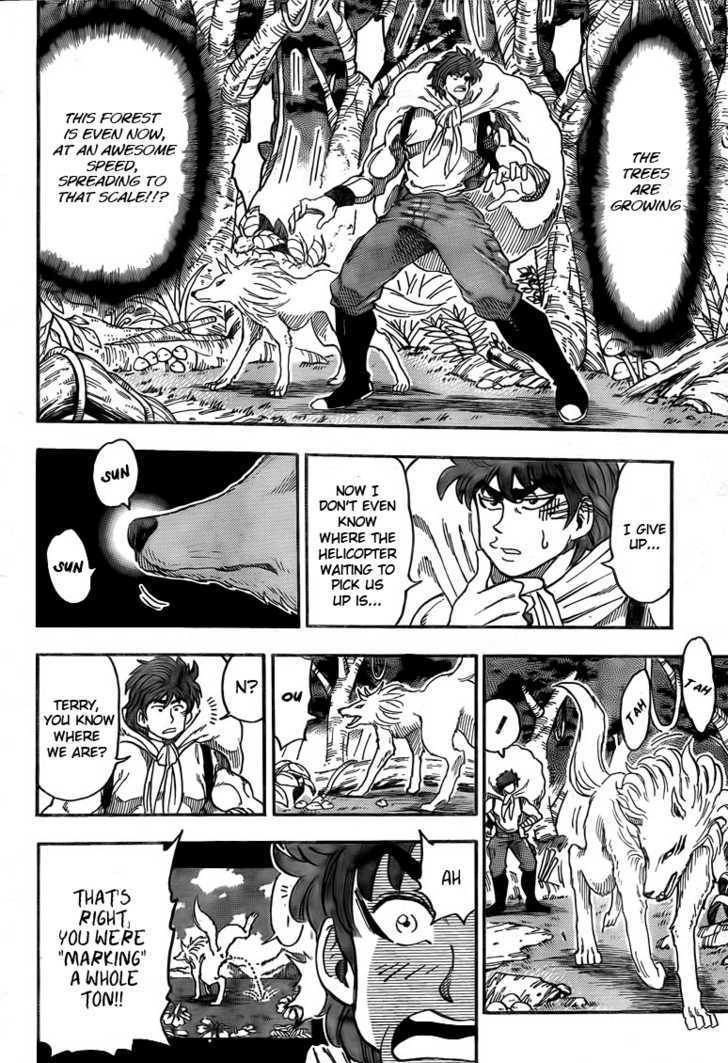 THE
TREES
ARE
GROWING
THIS FOREST
IS EVEN NOW,
AT AN AWESOME
SPEED,
SPREADING TO
THAT SCALE!!?
I GIVE
UP...
NOW I
DON'T EVEN
KNOW
WHERE THE
HELICOPTER
WAITING TO
PICK US
UP IS...
SUN
SUN
TAH
TAH
!
OU
N?
TERRY,
YOU KNOW
WHERE
WE ARE?
AH
THAT'S
RIGHT,
YOU WERE
"MARKING"
A WHOLE
TON!!